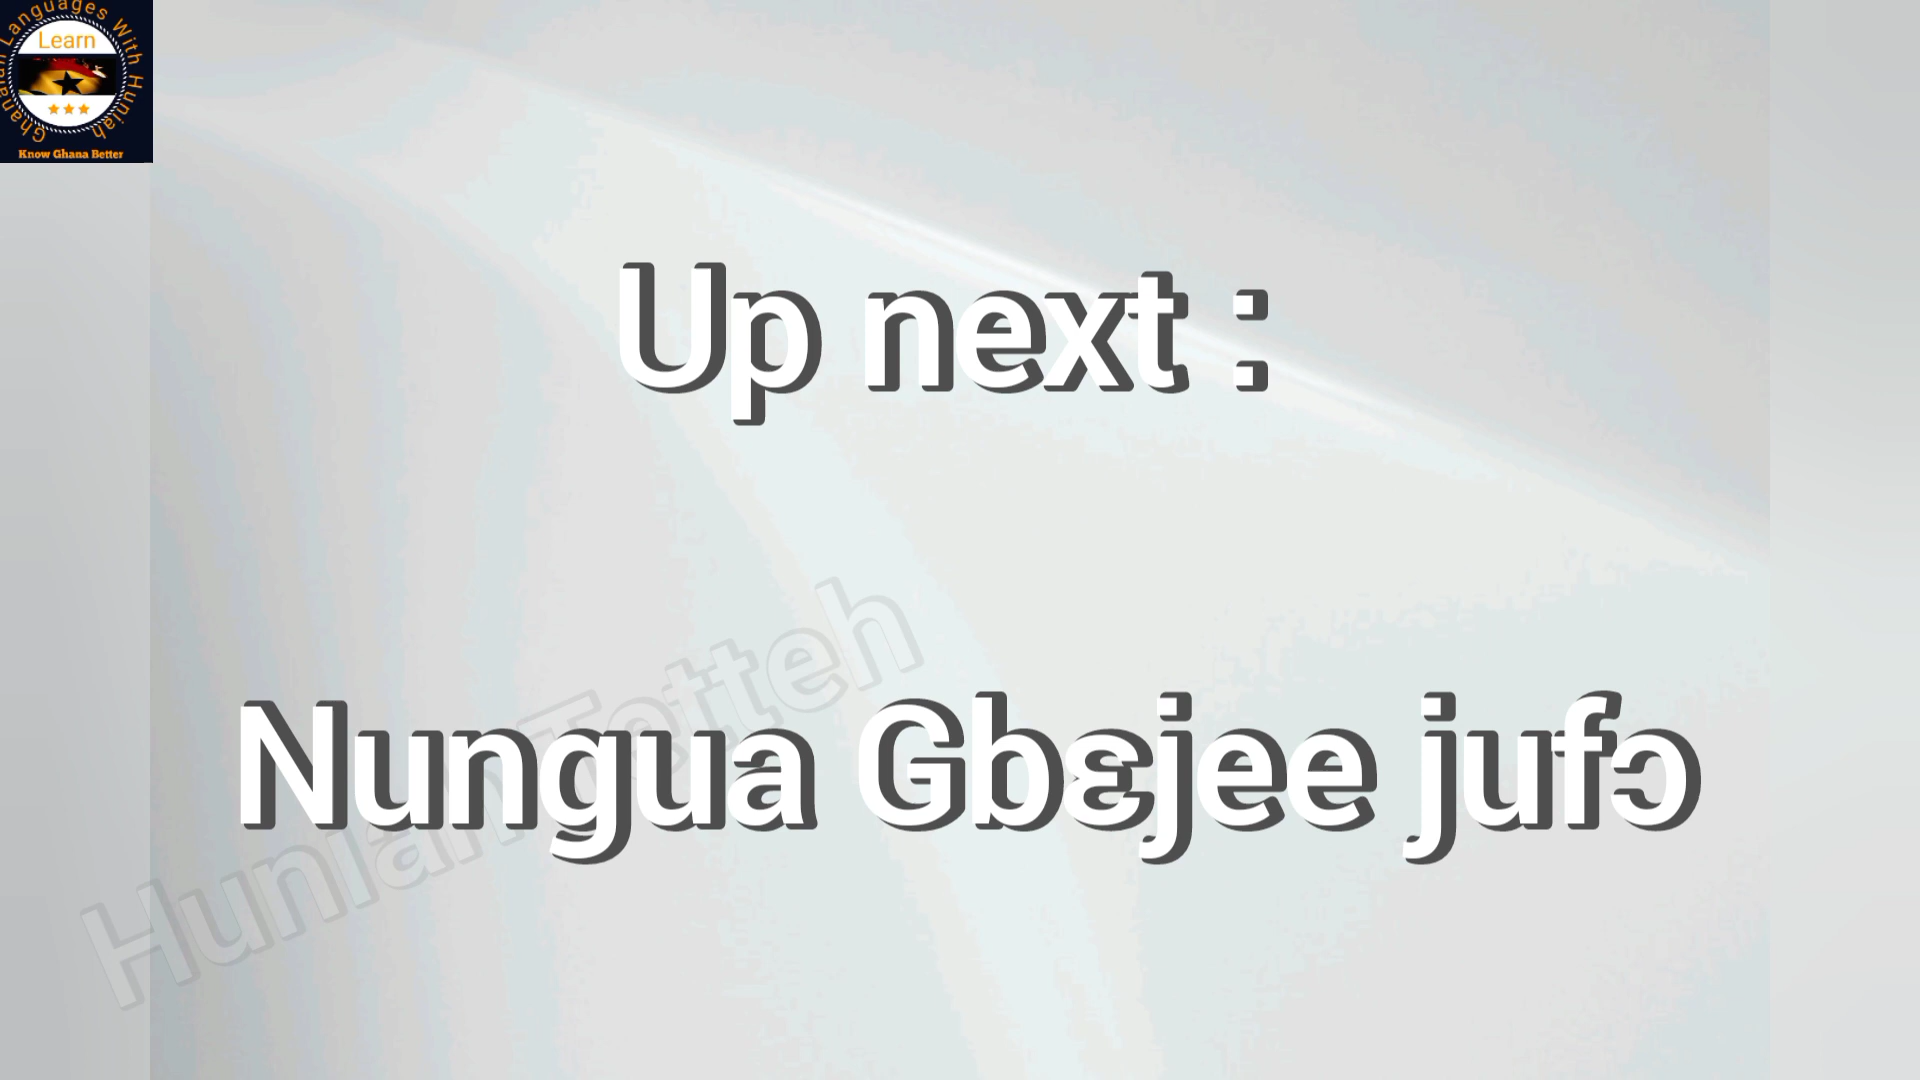 Learn
Ghanaian Languages With Huniah
Know Ghana Better
Up next :
Nungua Gbɛjee jufɔ
Huniah Tetteh